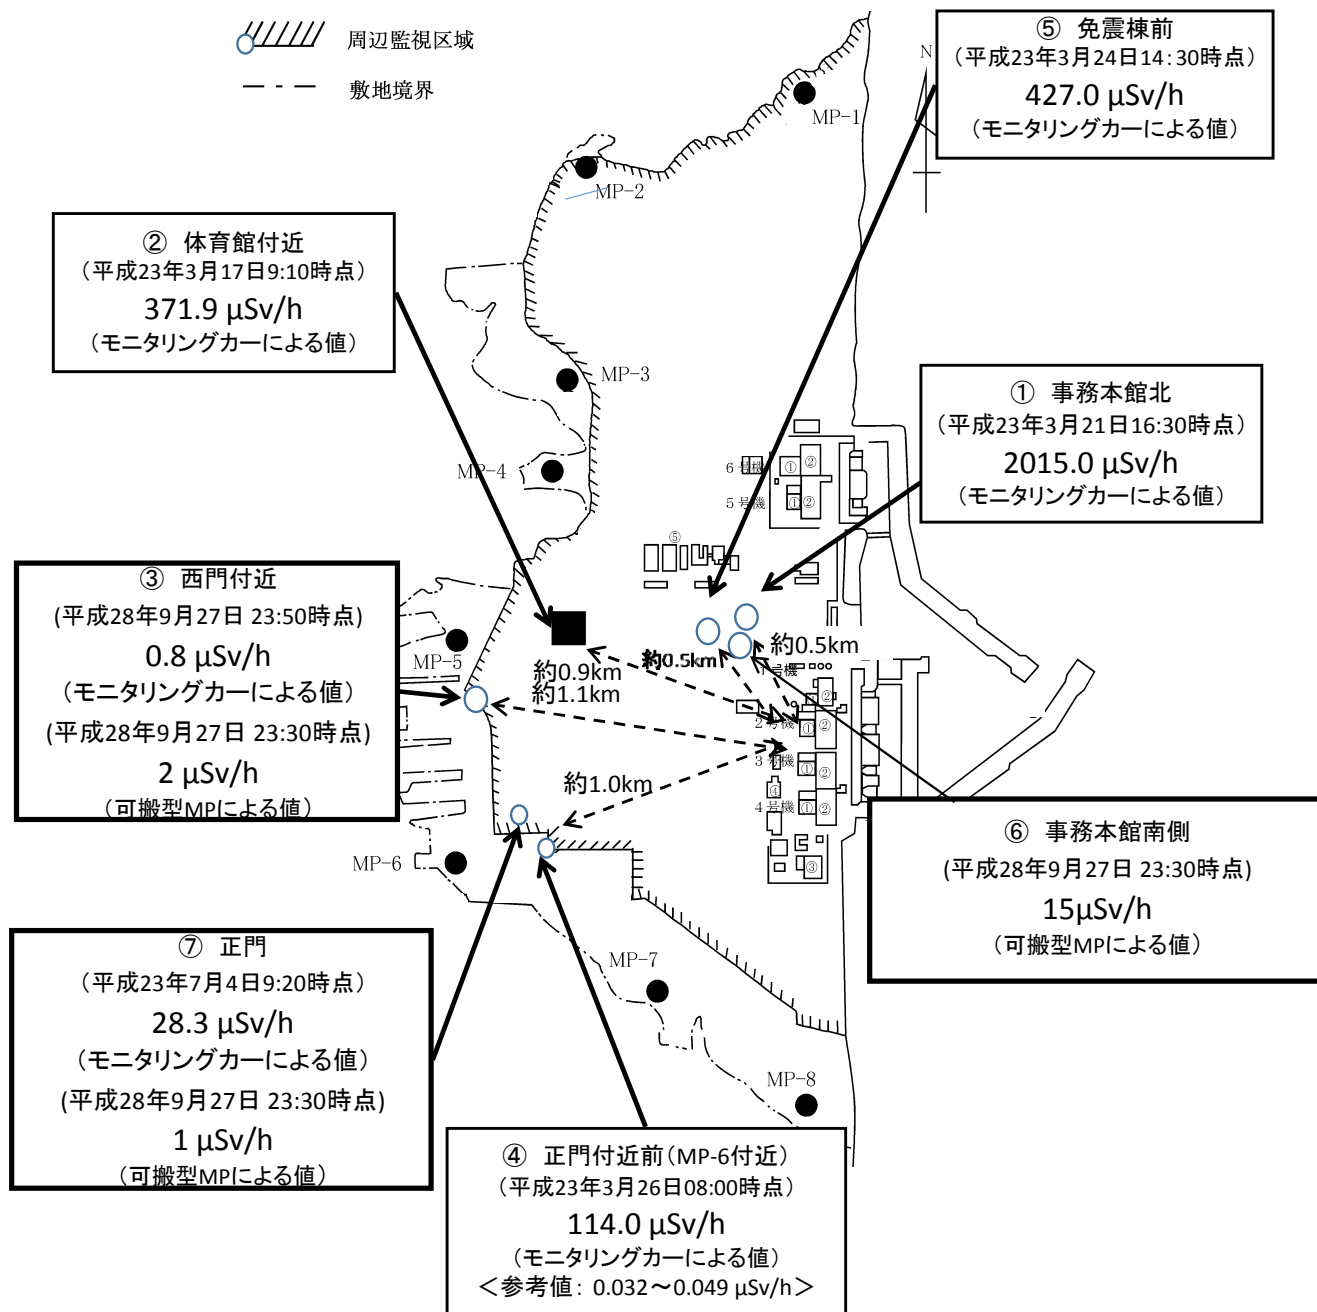 周辺監視区域
敷地境界
⑤ 免震棟前
（平成23年3月24日14:30時点）
427.0 μSv/h
（モニタリングカーによる値）
N
MP-1
MP-2
② 体育館付近
（平成23年3月17日9:10時点）
371.9 μSv/h
（モニタリングカーによる値）
MP-3
① 事務本館北
（平成23年3月21日16:30時点）
2015.0 μSv/h
（モニタリングカーによる値）
MP-4
6号機
①
②
5号機
①
②
⑤
③ 西門付近
(平成28年9月27日 23:50時点)
0.8 μSv/h
（モニタリングカーによる値）
(平成28年9月27日 23:30時点)
2 μSv/h
（可搬型MPによる値）
MP-5
約0.9km
約1.1km
約0.5km
約0.5km
1号機
②
2号機
①
②
3号機
①
②
約1.0km
④
4号機
①
②
③
MP-6
⑥ 事務本館南側
(平成28年9月27日 23:30時点)
15μSv/h
（可搬型MPによる値）
⑦ 正門
（平成23年7月4日9:20時点）
28.3 μSv/h
（モニタリングカーによる値）
(平成28年9月27日 23:30時点)
1 μSv/h
（可搬型MPによる値）
MP-7
MP-8
④ 正門付近前（MP-6付近）
（平成23年3月26日08:00時点）
114.0 μSv/h
（モニタリングカーによる値）
＜参考値： 0.032～0.049 μSv/h＞